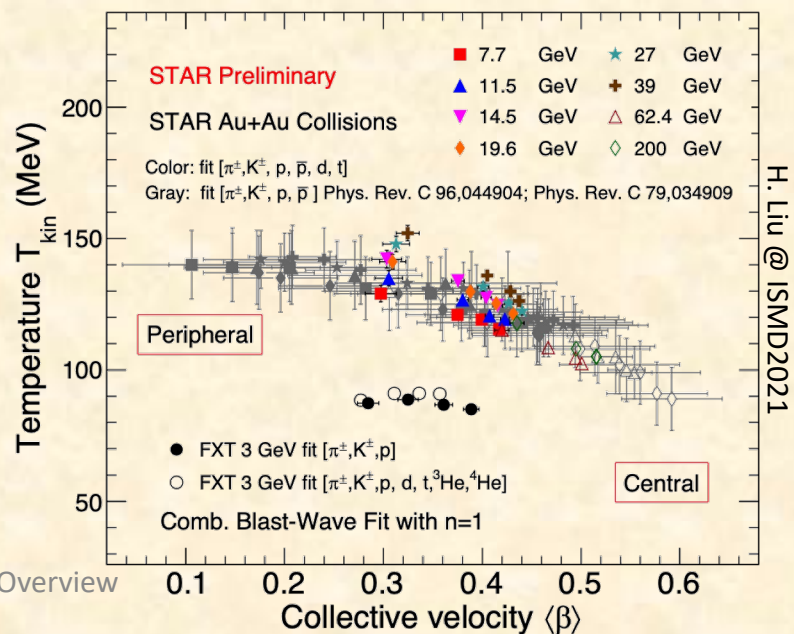 STAR Preliminary
STAR Au+Au Collisions
7.7 GeV
11.5 GeV
14.5 GeV
19.6 GeV
27 GeV
39 GeV
62.4 GeV
200 GeV
Color: fit [π±,K±, p, p̅, d, t]
Gray: fit [π±,K±, p, p̅ ] Phys. Rev. C 96,044904; Phys. Rev. C 79,034909
Peripheral
Central
FXT 3 GeV fit [π±,K±,p]
FXT 3 GeV fit [π±,K±,p, d, t,³He,⁴He]
Comb. Blast-Wave Fit with n=1
Temperature T kin (MeV)
200
150
100
50
0.1 0.2 0.3 0.4 0.5 0.6
Collective velocity ⟨β⟩
Overview
H. Liu @ ISMD2021